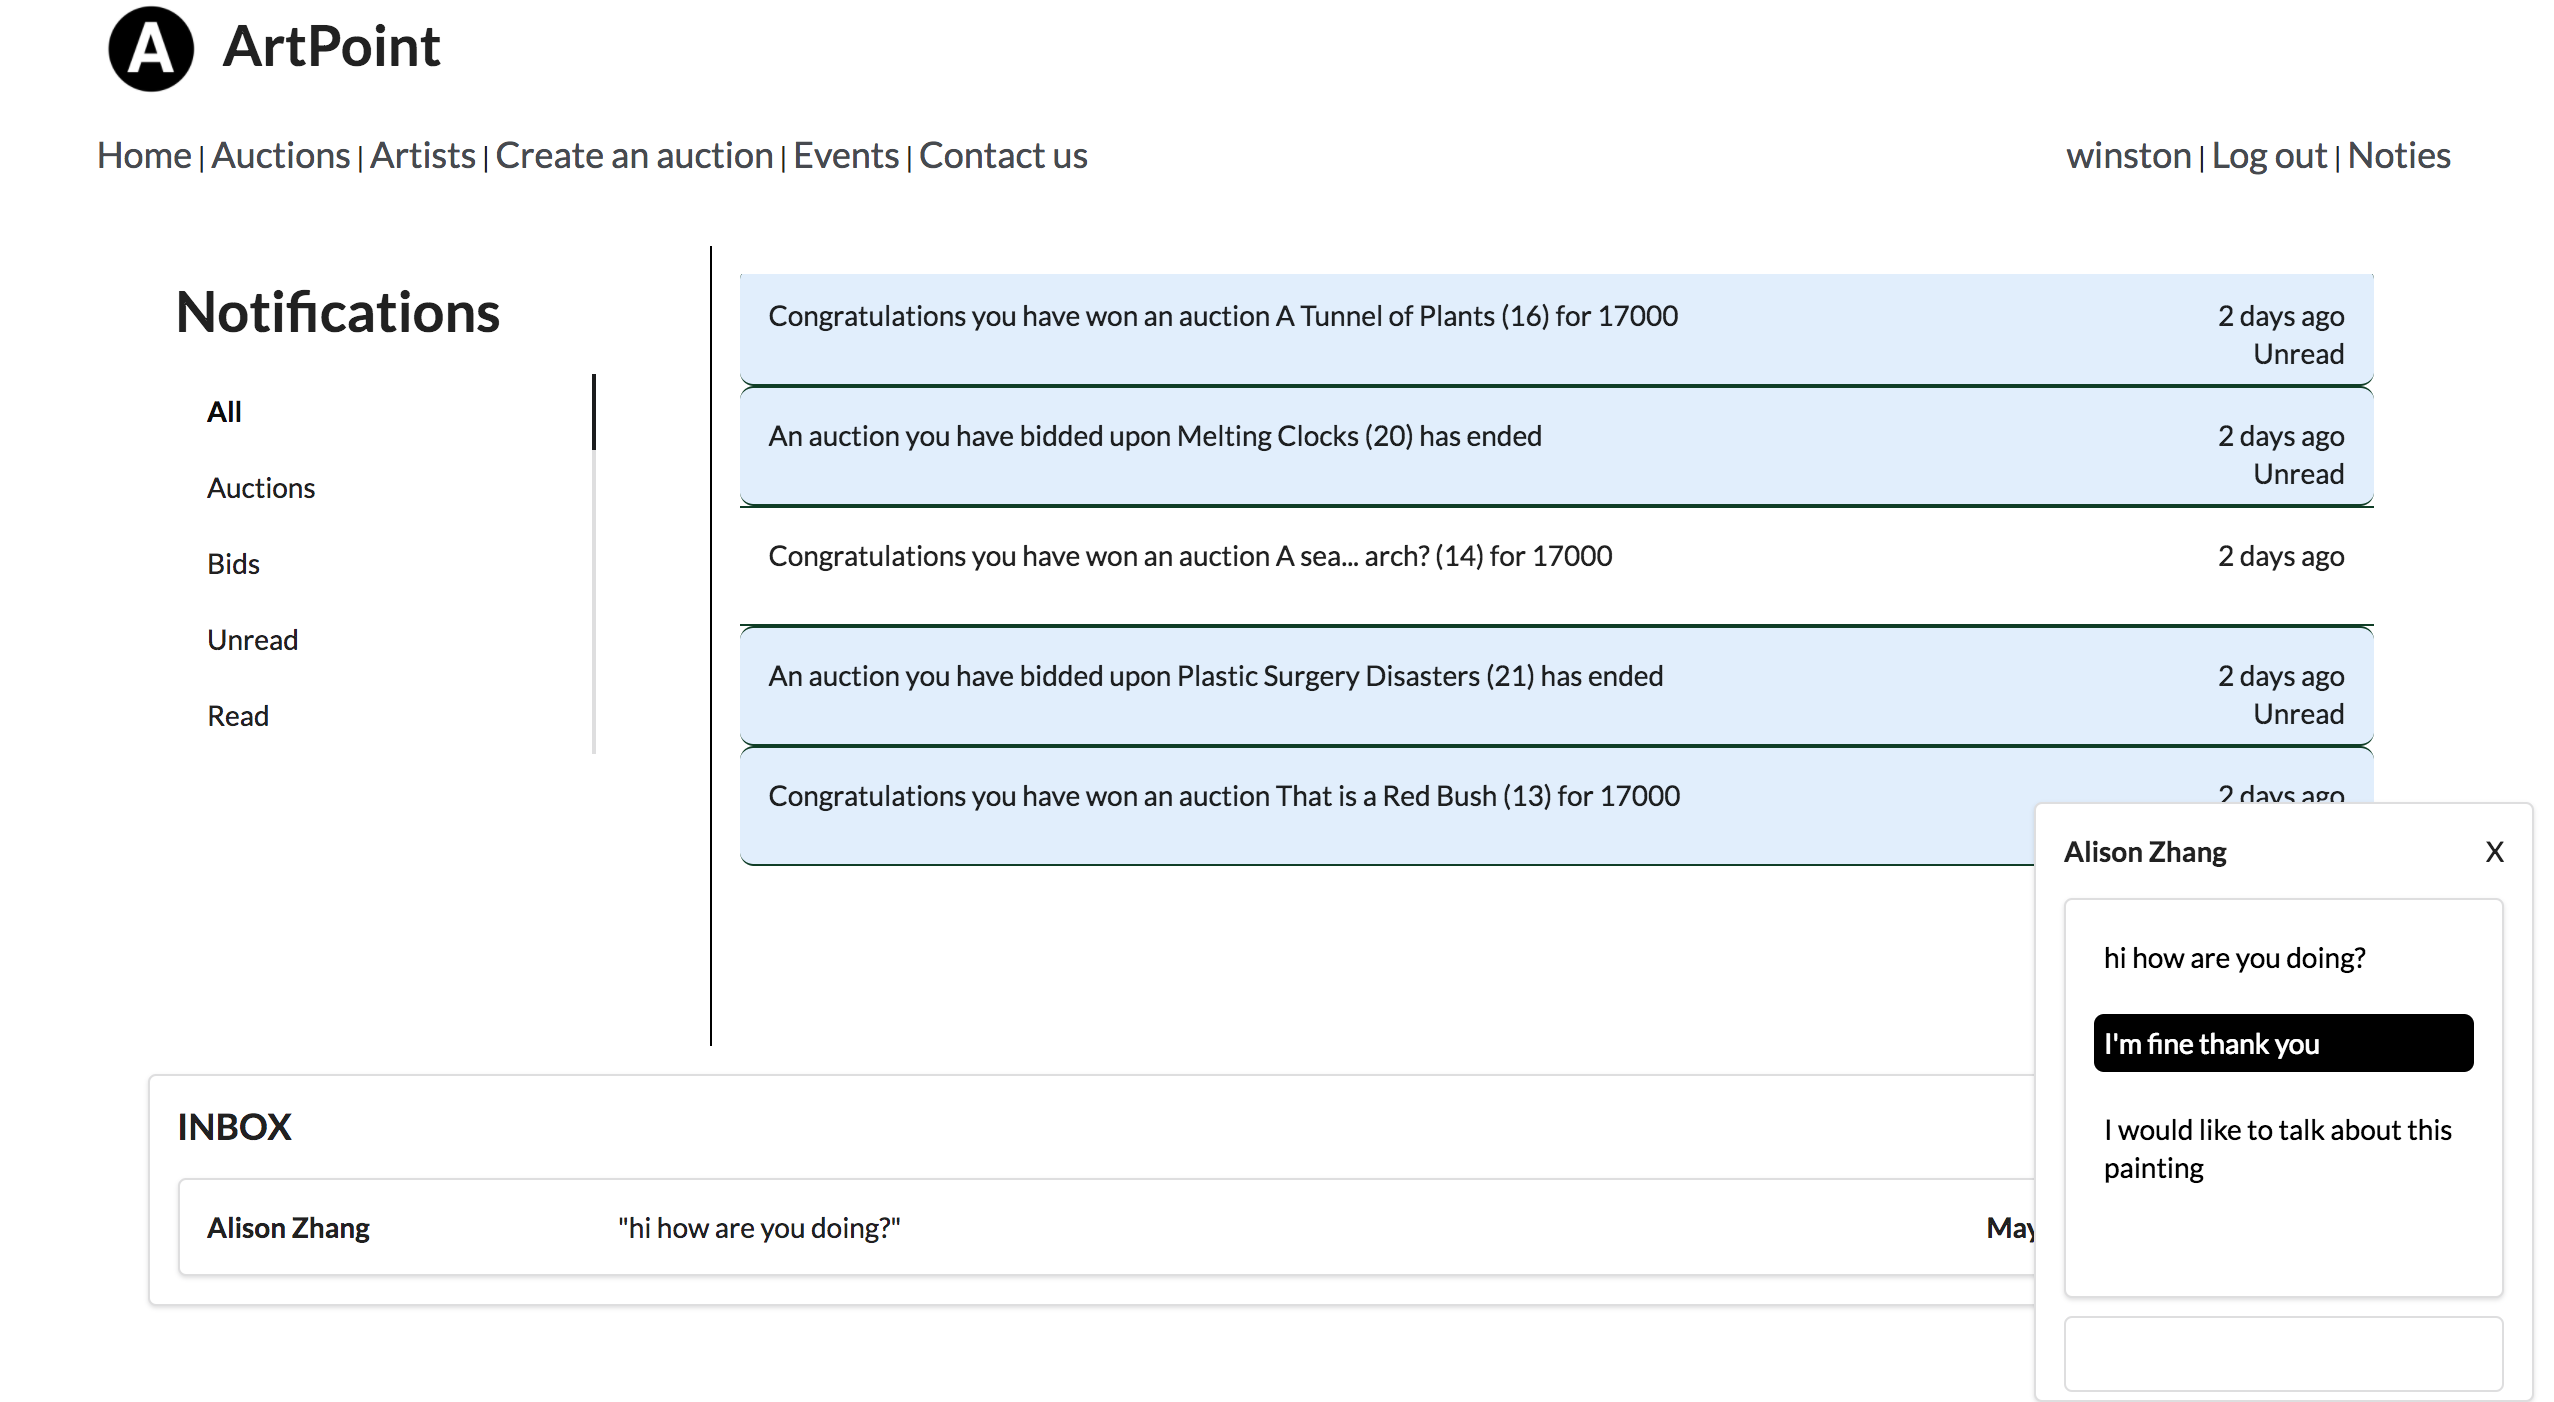 A ArtPoint
Home | Auctions | Artists | Create an auction | Events | Contact us
winston | Log out | Noties
Notifications
All
Auctions
Bids
Unread
Read
Congratulations you have won an auction A Tunnel of Plants (16) for 17000
2 days ago
Unread
An auction you have bidded upon Melting Clocks (20) has ended
2 days ago
Unread
Congratulations you have won an auction A sea... arch? (14) for 17000
2 days ago
An auction you have bidded upon Plastic Surgery Disasters (21) has ended
2 days ago
Unread
Congratulations you have won an auction That is a Red Bush (13) for 17000
2 days ago
INBOX
Alison Zhang
"hi how are you doing?"
May
Alison Zhang
X
hi how are you doing?
I'm fine thank you
I would like to talk about this
painting